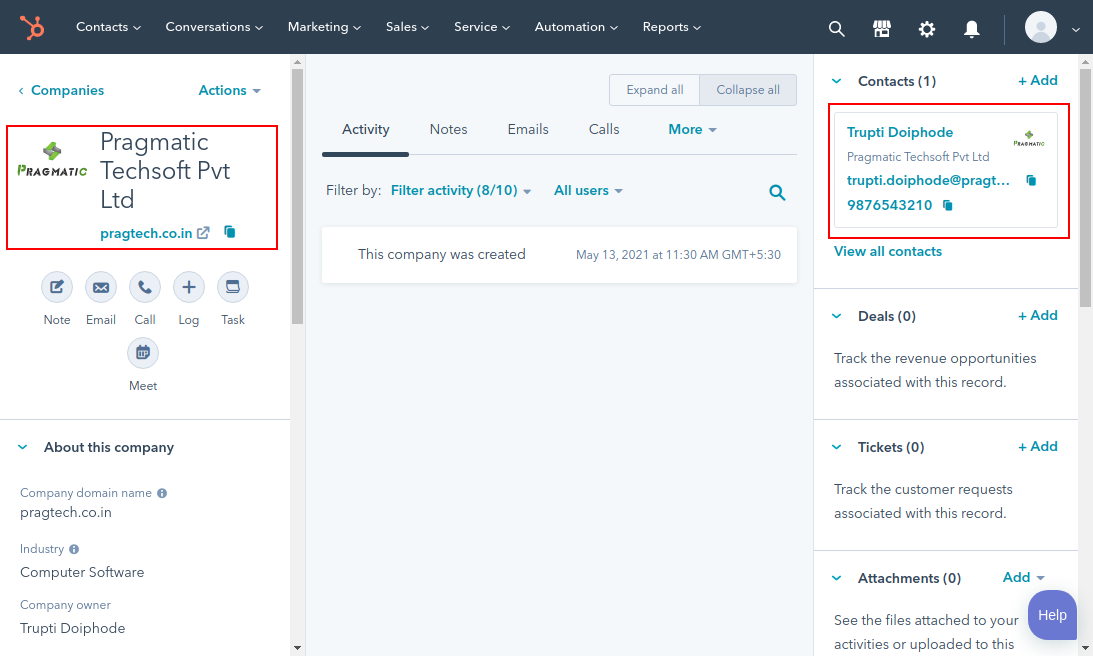 Contacts Conversations Marketing Sales Service Automation Reports
Companies
Actions
PRAGMATIC
Pragmatic
Techsoft Pvt
Ltd
pragtech.co.in
Note Email Call Log Task
Meet
About this company
Company domain name
pragtech.co.in
Industry
Computer Software
Company owner
Trupti Doiphode
Expand all Collapse all
Activity Notes Emails Calls More
Filter by: Filter activity (8/10) All users
This company was created May 13, 2021 at 11:30 AM GMT+5:30
Contacts (1) + Add
Trupti Doiphode
PRAGMATIC
Pragmatic Techsoft Pvt Ltd
trupti.doiphode@pragt...
9876543210
View all contacts
Deals (0) + Add
Track the revenue opportunities
associated with this record.
Tickets (0) + Add
Track the customer requests
associated with this record.
Attachments (0) Add
See the files attached to your
activities or uploaded to this
Help